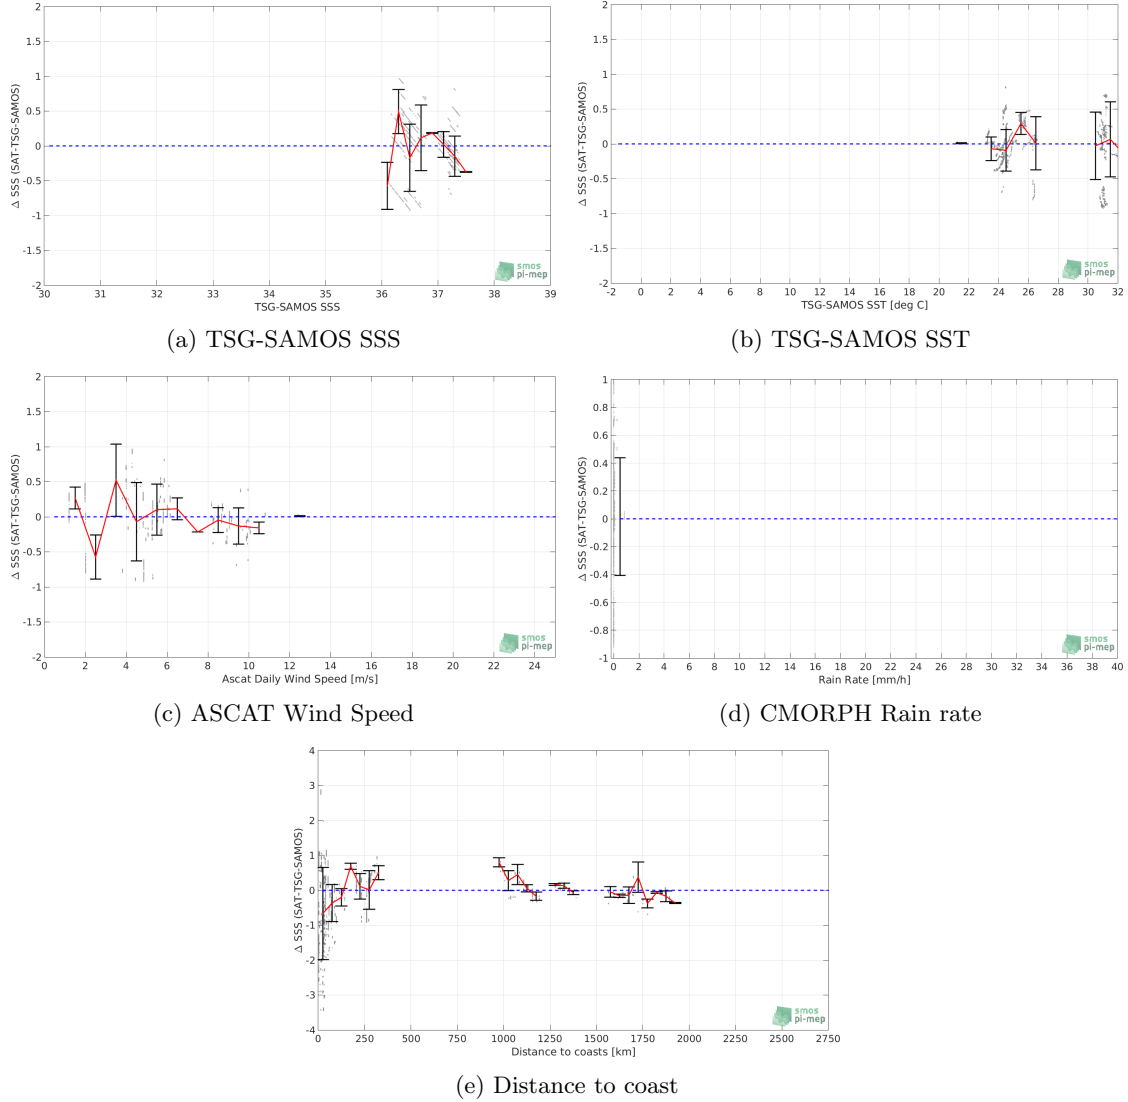 2
1.5
1
0.5
0
-0.5
-1
-1.5
-2
Δ SSS (SAT-TSG-SAMOS)
30 31 32 33 34 35 36 37 38 39
TSG-SAMOS SSS
smos
pi-mep
(a) TSG-SAMOS SSS
2
1.5
1
0.5
0
-0.5
-1
-1.5
-2
Δ SSS (SAT-TSG-SAMOS)
-2 0 2 4 6 8 10 12 14 16 18 20 22 24 26 28 30 32
TSG-SAMOS SST [deg C]
smos
pi-mep
(b) TSG-SAMOS SST
2
1.5
1
0.5
0
-0.5
-1
-1.5
-2
Δ SSS (SAT-TSG-SAMOS)
0 2 4 6 8 10 12 14 16 18 20 22 24
Ascat Daily Wind Speed [m/s]
smos
pi-mep
(c) ASCAT Wind Speed
1
0.8
0.6
0.4
0.2
0
-0.2
-0.4
-0.6
-0.8
-1
Δ SSS (SAT-TSG-SAMOS)
0 2 4 6 8 10 12 14 16 18 20 22 24 26 28 30 32 34 36 38 40
Rain Rate [mm/h]
smos
pi-mep
(d) CMORPH Rain rate
4
3
2
1
0
-1
-2
-3
-4
Δ SSS (SAT-TSG-SAMOS)
0 250 500 750 1000 1250 1500 1750 2000 2250 2500 2750
Distance to coasts [km]
smos
pi-mep
(e) Distance to coast